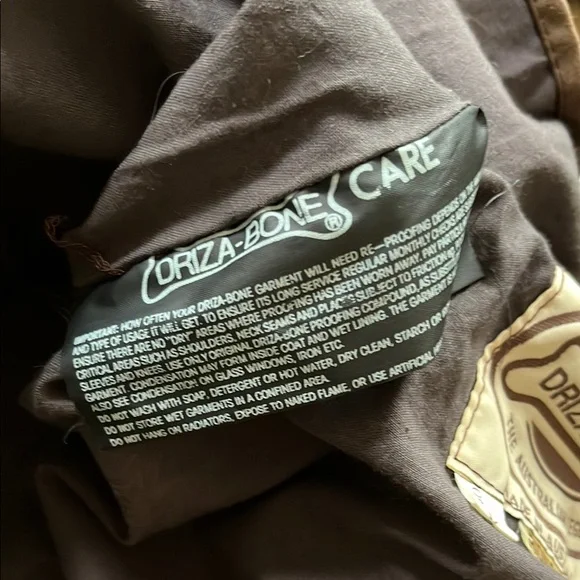 DRIZA-BONE® CARE
IMPORTANT: HOW OFTEN YOUR DRIZA-BONE GARMENT WILL NEED RE-PROOFING DEPENDS
AND TYPE OF USAGE IT WILL GET TO ENSURE ITS LONG SERVICE REGULAR MONTHLY CHECKS
ENSURE THERE ARE NO "DRY" AREAS WHERE PROOFING HAS BEEN WORN AWAY. PAY
CRITICAL AREAS SUCH AS SHOULDERS, NECK SEAMS AND PLACES SUBJECT TO FRICTION
SLEEVES AND KNEES. USE ONLY ORIGINAL DRIZA-BONE PROOFING COMPOUND, AS
GARMENT. CONDENSATION MAY FORM INSIDE COAT AND WET LINING. THE GARMENT
ALSO SEE CONDENSATION ON GLASS WINDOWS, IRON ETC.
DO NOT WASH WITH SOAP, DETERGENT OR HOT WATER, DRY CLEAN, STARCH OR
DO NOT STORE WET GARMENTS IN A CONFINED AREA.
DO NOT HANG ON RADIATORS, EXPOSE TO NAKED FLAME, OR USE ARTIFICIAL
DRIZA
THE AUSTRALIAN